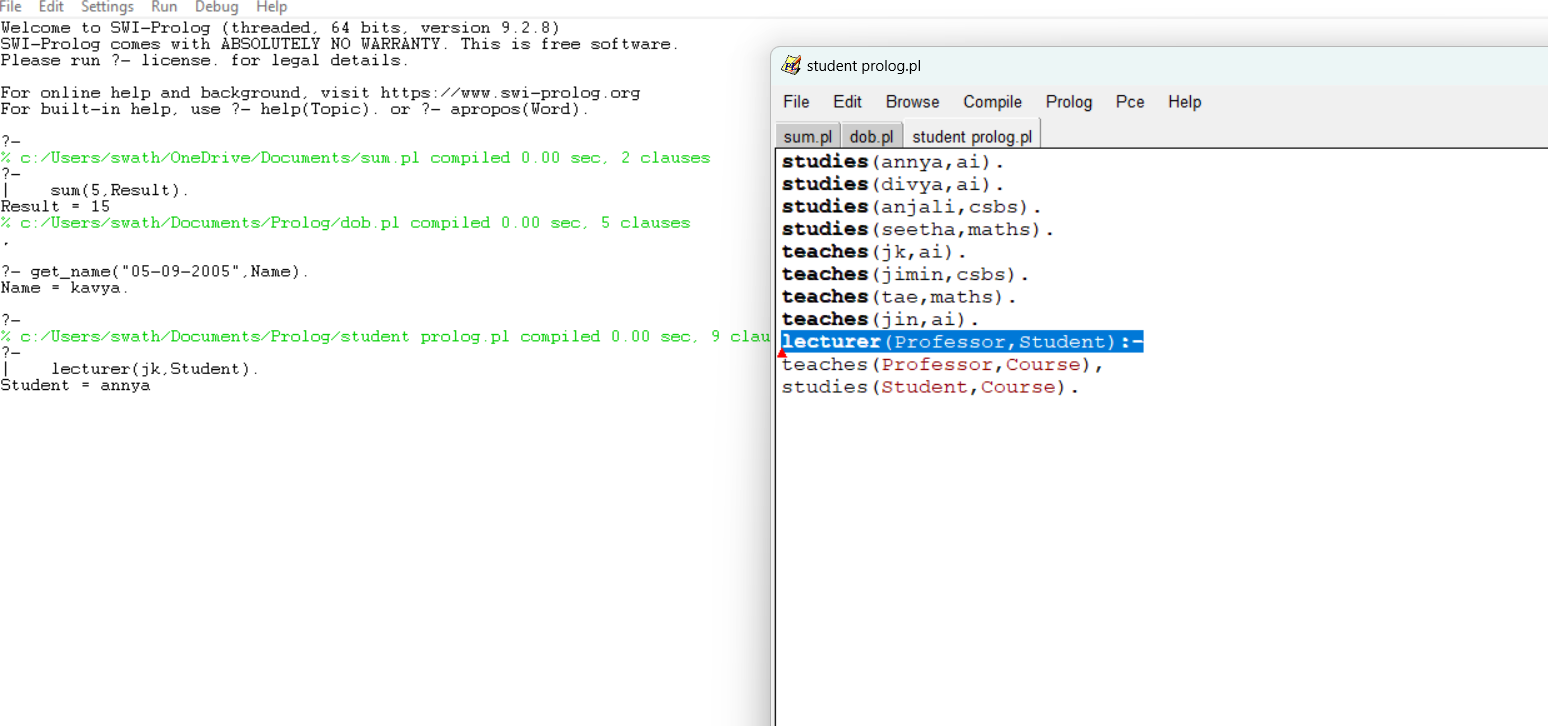 File Edit Settings Run Debug Help
Welcome to SWI-Prolog (threaded, 64 bits, version 9.2.8)
SWI-Prolog comes with ABSOLUTELY NO WARRANTY. This is free software.
Please run ?- license. for legal details.
For online help and background, visit https://www.swi-prolog.org
For built-in help, use ?- help(Topic). or ?- apropos(Word).
?-
% c:/Users/swath/OneDrive/Documents/sum.pl compiled 0.00 sec, 2 clauses
?-
|    sum(5,Result).
Result = 15
% c:/Users/swath/Documents/Prolog/dob.pl compiled 0.00 sec, 5 clauses
.
?- get_name("05-09-2005",Name).
Name = kavya.
?-
% c:/Users/swath/Documents/Prolog/student prolog.pl compiled 0.00 sec, 9 clau
?-
|    lecturer(jk,Student).
Student = annya
student prolog.pl
File Edit Browse Compile Prolog Pce Help
sum.pl dob.pl student prolog.pl
studies(annya,ai).
studies(divya,ai).
studies(anjali,csbs).
studies(seetha,maths).
teaches(jk,ai).
teaches(jimin,csbs).
teaches(tae,maths).
teaches(jin,ai).
lecturer(Professor,Student):-
teaches(Professor,Course),
studies(Student,Course).